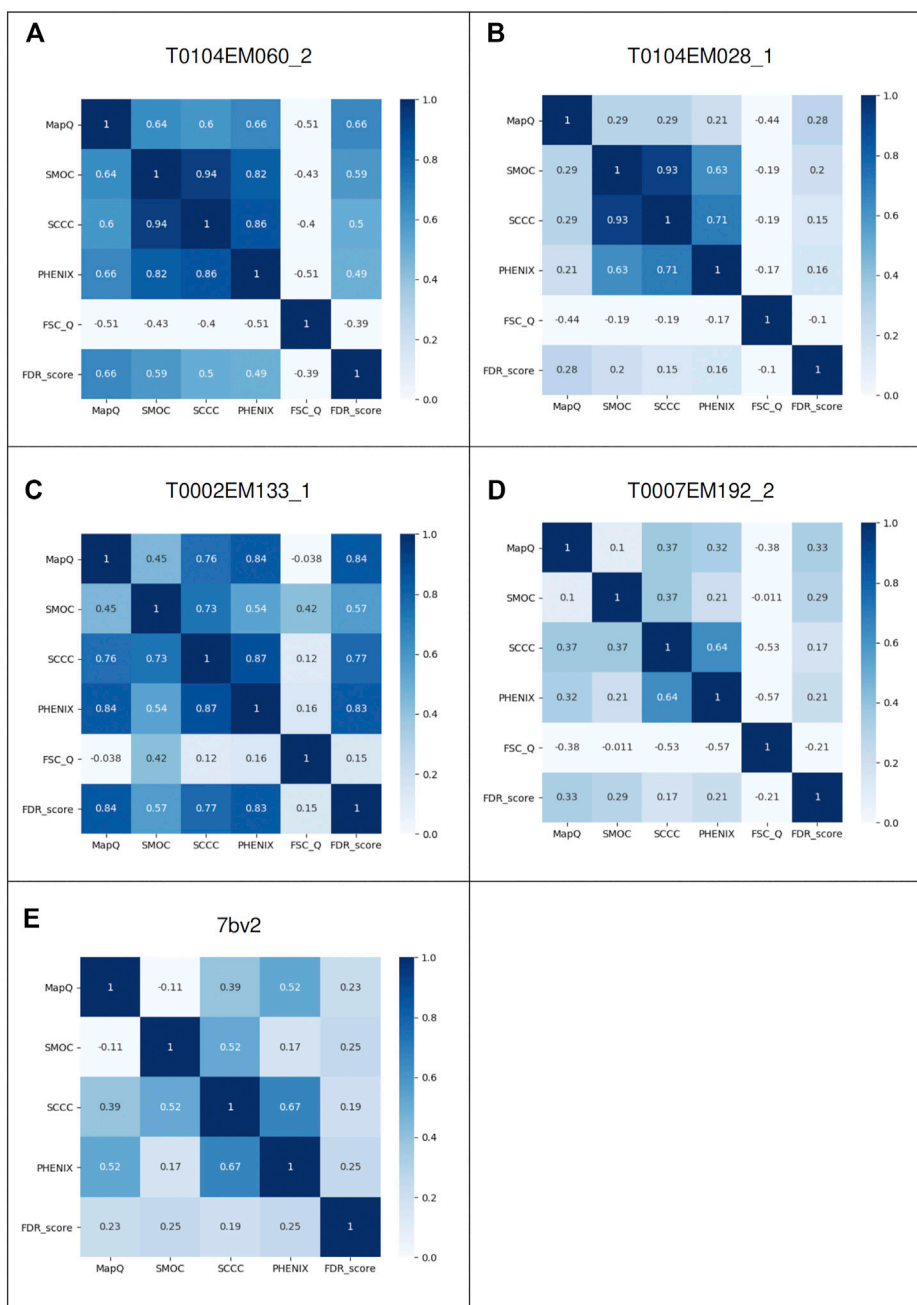 A
T0104EM060_2
MapQ 1 0.64 0.6 0.66 -0.51 0.66
SMOC 0.64 1 0.94 0.82 -0.43 0.59
SCCC 0.6 0.94 1 0.86 -0.4 0.5
PHENIX 0.66 0.82 0.86 1 -0.51 0.49
FSC_Q -0.51 -0.43 -0.4 -0.51 1 -0.39
FDR_score 0.66 0.59 0.5 0.49 -0.39 1
MapQ SMOC SCCC PHENIX FSC_Q FDR_score
1.0
0.8
0.6
0.4
0.2
0.0
B
T0104EM028_1
MapQ 1 0.29 0.29 0.21 -0.44 0.28
SMOC 0.29 1 0.93 0.63 -0.19 0.2
SCCC 0.29 0.93 1 0.71 -0.19 0.15
PHENIX 0.21 0.63 0.71 1 -0.17 0.16
FSC_Q -0.44 -0.19 -0.19 -0.17 1 -0.1
FDR_score 0.28 0.2 0.15 0.16 -0.1 1
MapQ SMOC SCCC PHENIX FSC_Q FDR_score
1.0
0.8
0.6
0.4
0.2
0.0
C
T0002EM133_1
MapQ 1 0.45 0.76 0.84 -0.038 0.84
SMOC 0.45 1 0.73 0.54 0.42 0.57
SCCC 0.76 0.73 1 0.87 0.12 0.77
PHENIX 0.84 0.54 0.87 1 0.16 0.83
FSC_Q -0.038 0.42 0.12 0.16 1 0.15
FDR_score 0.84 0.57 0.77 0.83 0.15 1
MapQ SMOC SCCC PHENIX FSC_Q FDR_score
1.0
0.8
0.6
0.4
0.2
0.0
D
T0007EM192_2
MapQ 1 0.1 0.37 0.32 -0.38 0.33
SMOC 0.1 1 0.37 0.21 -0.011 0.29
SCCC 0.37 0.37 1 0.64 -0.53 0.17
PHENIX 0.32 0.21 0.64 1 -0.57 0.21
FSC_Q -0.38 -0.011 -0.53 -0.57 1 -0.21
FDR_score 0.33 0.29 0.17 0.21 -0.21 1
MapQ SMOC SCCC PHENIX FSC_Q FDR_score
1.0
0.8
0.6
0.4
0.2
0.0
E
7bv2
MapQ 1 -0.11 0.39 0.52 0.23
SMOC -0.11 1 0.52 0.17 0.25
SCCC 0.39 0.52 1 0.67 0.19
PHENIX 0.52 0.17 0.67 1 0.25
FDR_score 0.23 0.25 0.19 0.25 1
MapQ SMOC SCCC PHENIX FDR_score
1.0
0.8
0.6
0.4
0.2
0.0